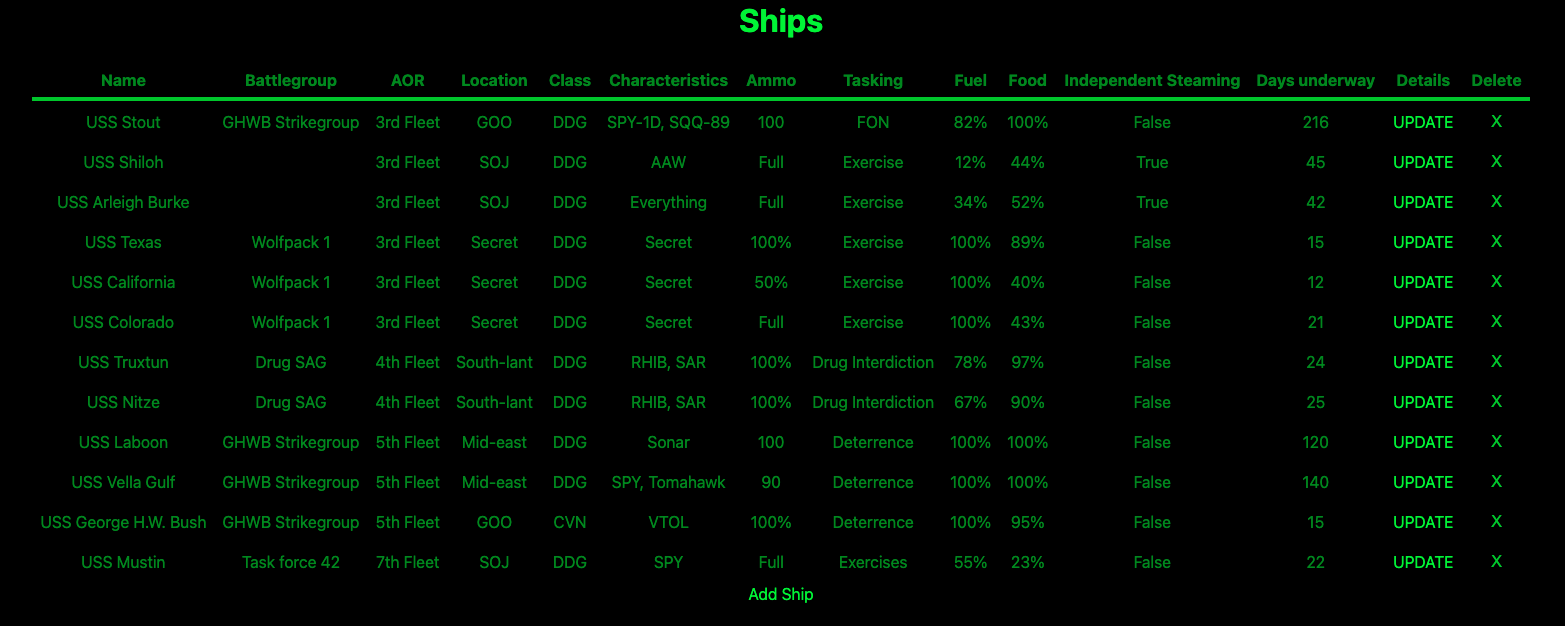 Ships
Name Battlegroup AOR Location Class Characteristics Ammo Tasking Fuel Food Independent Steaming Days underway Details Delete
USS Stout GHWB Strikegroup 3rd Fleet GOO DDG SPY-1D, SQQ-89 100 FON 82% 100% False 216 UPDATE X
USS Shiloh 3rd Fleet SOJ DDG AAW Full Exercise 12% 44% True 45 UPDATE X
USS Arleigh Burke 3rd Fleet SOJ DDG Everything Full Exercise 34% 52% True 42 UPDATE X
USS Texas Wolfpack 1 3rd Fleet Secret DDG Secret 100% Exercise 100% 89% False 15 UPDATE X
USS California Wolfpack 1 3rd Fleet Secret DDG Secret 50% Exercise 100% 40% False 12 UPDATE X
USS Colorado Wolfpack 1 3rd Fleet Secret DDG Secret Full Exercise 100% 43% False 21 UPDATE X
USS Truxtun Drug SAG 4th Fleet South-lant DDG RHIB, SAR 100% Drug Interdiction 78% 97% False 24 UPDATE X
USS Nitze Drug SAG 4th Fleet South-lant DDG RHIB, SAR 100% Drug Interdiction 67% 90% False 25 UPDATE X
USS Laboon GHWB Strikegroup 5th Fleet Mid-east DDG Sonar 100 Deterrence 100% 100% False 120 UPDATE X
USS Vella Gulf GHWB Strikegroup 5th Fleet Mid-east DDG SPY, Tomahawk 90 Deterrence 100% 100% False 140 UPDATE X
USS George H.W. Bush GHWB Strikegroup 5th Fleet GOO CVN VTOL 100% Deterrence 100% 95% False 15 UPDATE X
USS Mustin Task force 42 7th Fleet SOJ DDG SPY Full Exercises 55% 23% False 22 UPDATE X
Add Ship